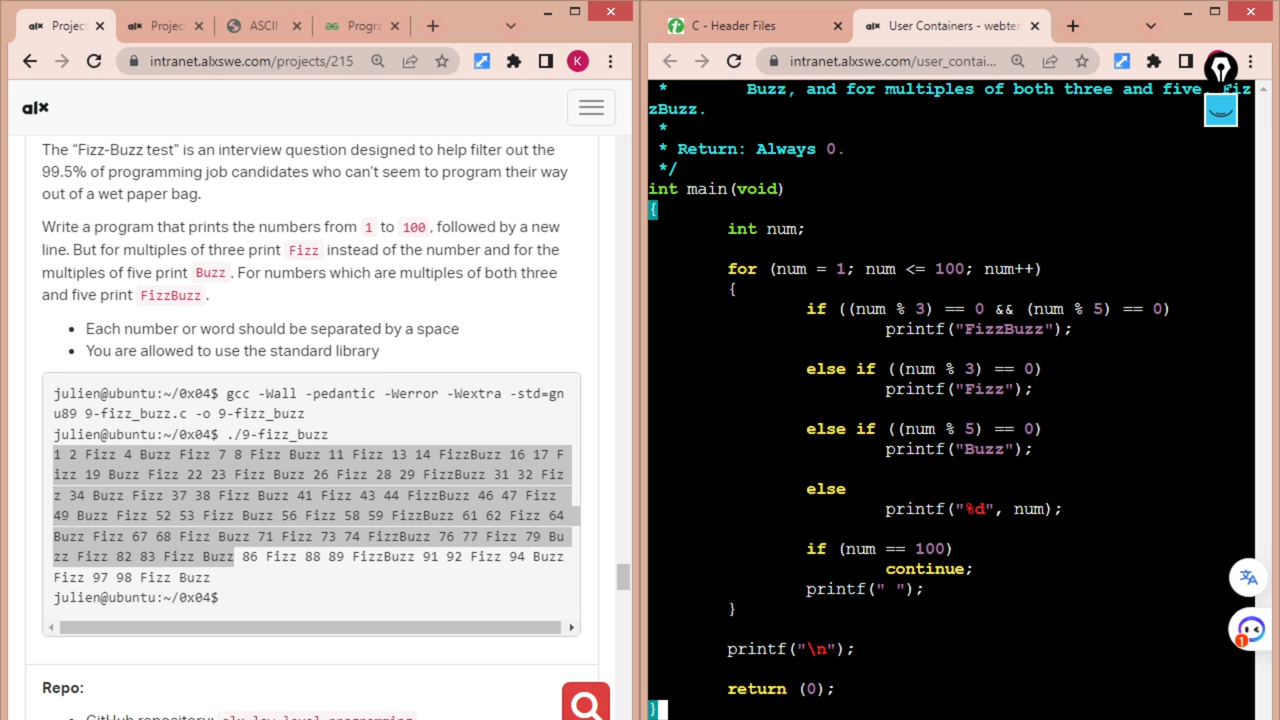 Projec
Projec
ASCII
Progra
intranet.alxswe.com/projects/215
K
alx
The “Fizz-Buzz test” is an interview question designed to help filter out the
99.5% of programming job candidates who can’t seem to program their way
out of a wet paper bag.
Write a program that prints the numbers from 1 to 100, followed by a new
line. But for multiples of three print Fizz instead of the number and for the
multiples of five print Buzz. For numbers which are multiples of both three
and five print FizzBuzz.
• Each number or word should be separated by a space
• You are allowed to use the standard library
julien@ubuntu:~/0x04$ gcc -Wall -pedantic -Werror -Wextra -std=gn
u89 9-fizz_buzz.c -o 9-fizz_buzz
julien@ubuntu:~/0x04$ ./9-fizz_buzz
1 2 Fizz 4 Buzz Fizz 7 8 Fizz Buzz 11 Fizz 13 14 FizzBuzz 16 17 F
izz 19 Buzz Fizz 22 23 Fizz Buzz 26 Fizz 28 29 FizzBuzz 31 32 Fiz
z 34 Buzz Fizz 37 38 Fizz Buzz 41 Fizz 43 44 FizzBuzz 46 47 Fizz
49 Buzz Fizz 52 53 Fizz Buzz 56 Fizz 58 59 FizzBuzz 61 62 Fizz 64
Buzz Fizz 67 68 Fizz Buzz 71 Fizz 73 74 FizzBuzz 76 77 Fizz 79 Bu
zz Fizz 82 83 Fizz Buzz 86 Fizz 88 89 FizzBuzz 91 92 Fizz 94 Buzz
Fizz 97 98 Fizz Buzz
julien@ubuntu:~/0x04$
Repo:
• GitHub repository: alx-low_level_programming
C - Header Files
User Containers - webter
intranet.alxswe.com/user_contai...
* Buzz, and for multiples of both three and five, Fiz
zBuzz.
*
* Return: Always 0.
*/
int main(void)
{
int num;
for (num = 1; num <= 100; num++)
{
if ((num % 3) == 0 && (num % 5) == 0)
printf("FizzBuzz");
else if ((num % 3) == 0)
printf("Fizz");
else if ((num % 5) == 0)
printf("Buzz");
else
printf("%d", num);
if (num == 100)
continue;
printf(" ");
}
printf("\n");
return (0);
}
1